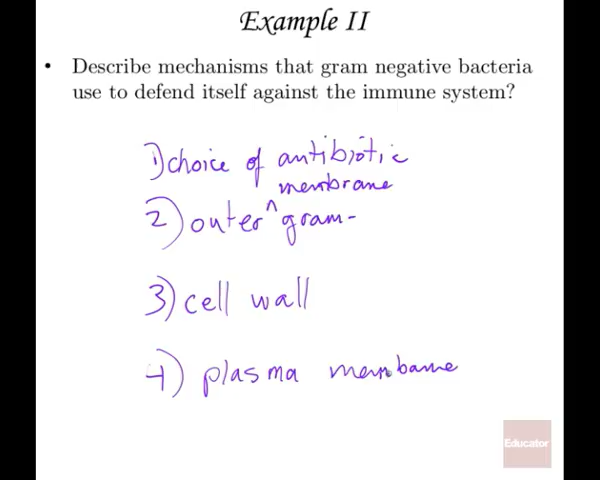 Example II
• Describe mechanisms that gram negative bacteria
use to defend itself against the immune system?
1) choice of antibiotic
membrane
2) outer ^ gram -
3) cell wall
4) plasma membame
Educator